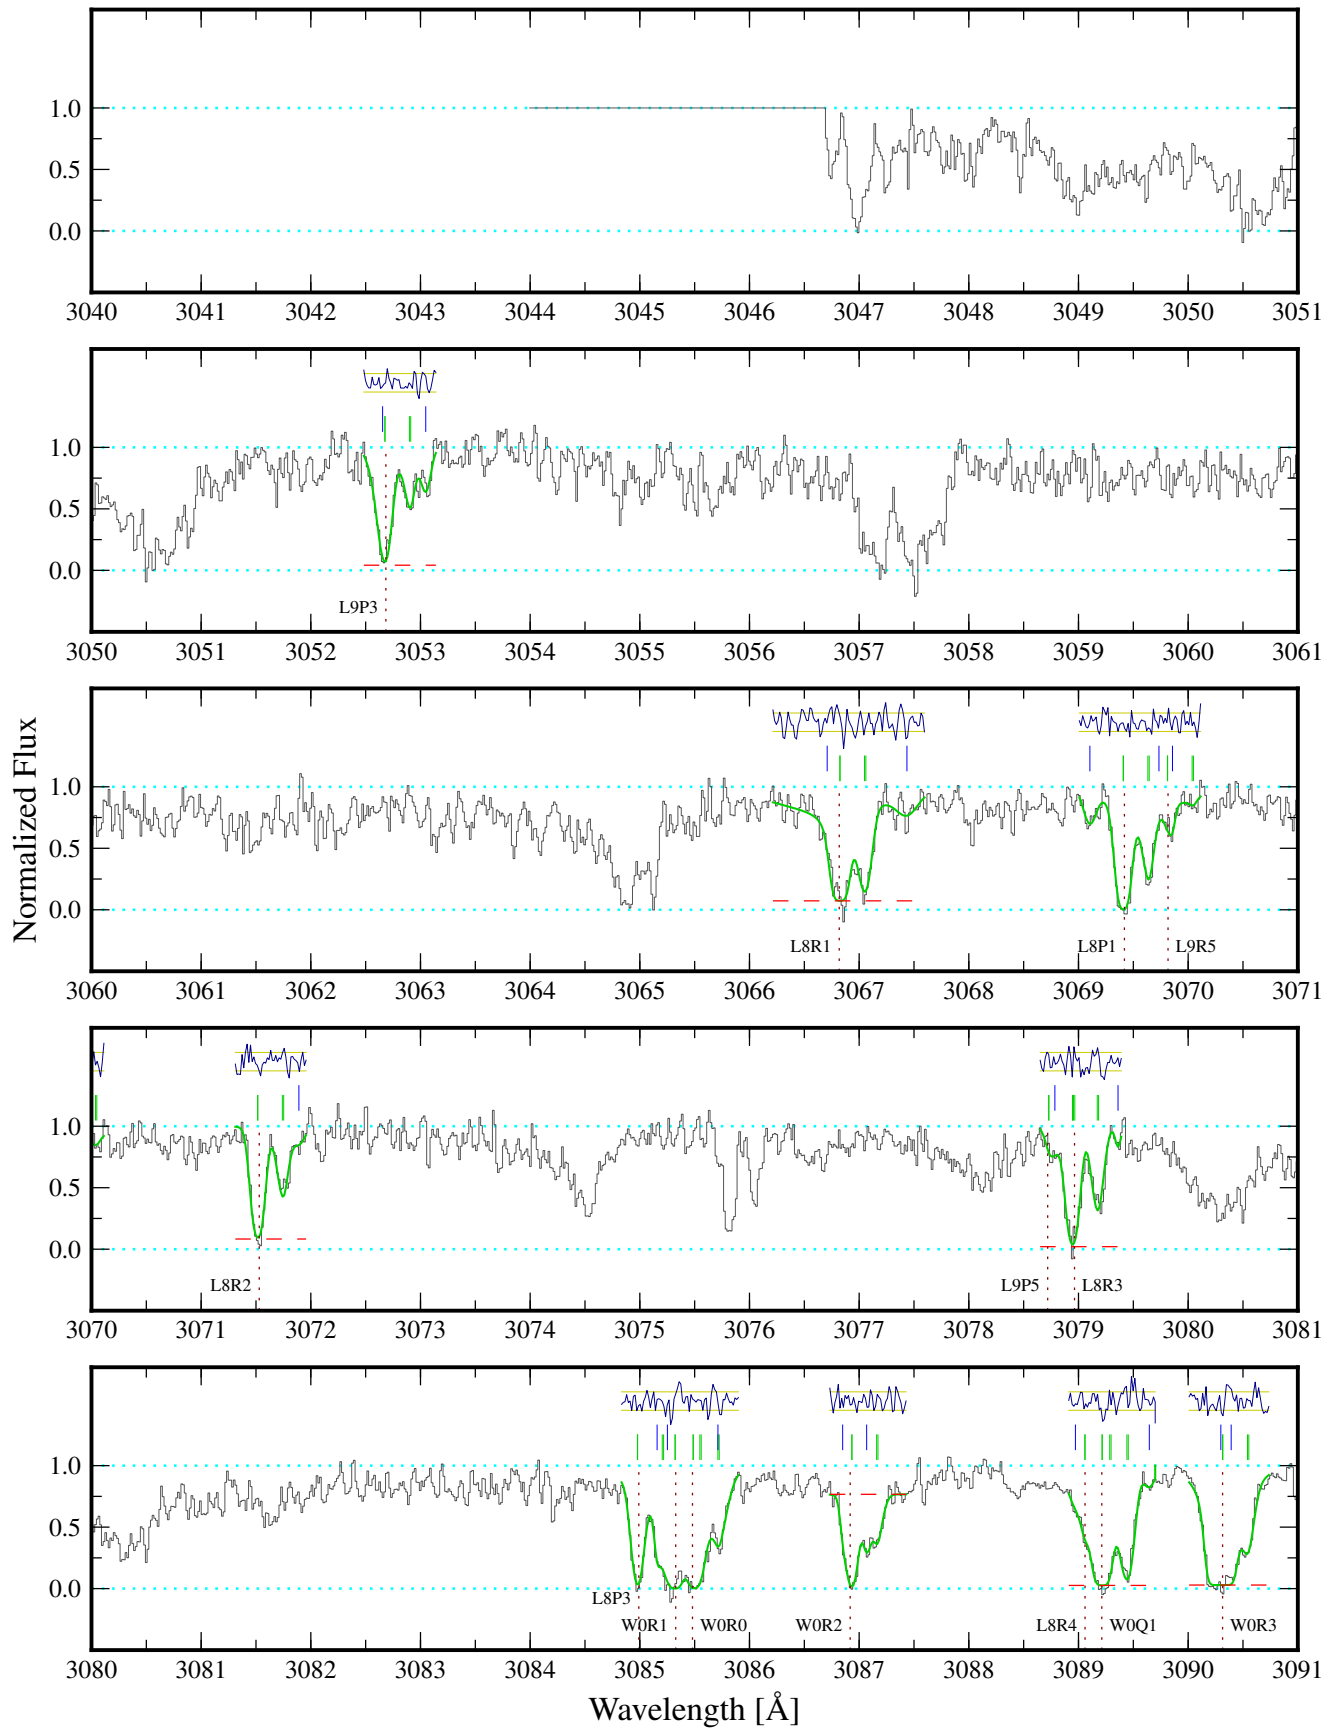 1.0
0.5
0.0
3040 3041 3042 3043 3044 3045 3046 3047 3048 3049 3050 3051
1.0
0.5
0.0
L9P3
3050 3051 3052 3053 3054 3055 3056 3057 3058 3059 3060 3061
Normalized Flux
1.0
0.5
0.0
L8R1 L8P1 L9R5
3060 3061 3062 3063 3064 3065 3066 3067 3068 3069 3070 3071
1.0
0.5
0.0
L8R2 L9P5 L8R3
3070 3071 3072 3073 3074 3075 3076 3077 3078 3079 3080 3081
1.0
0.5
0.0
L8P3
W0R1 W0R0 W0R2 L8R4 W0Q1 W0R3
3080 3081 3082 3083 3084 3085 3086 3087 3088 3089 3090 3091
Wavelength [Å]